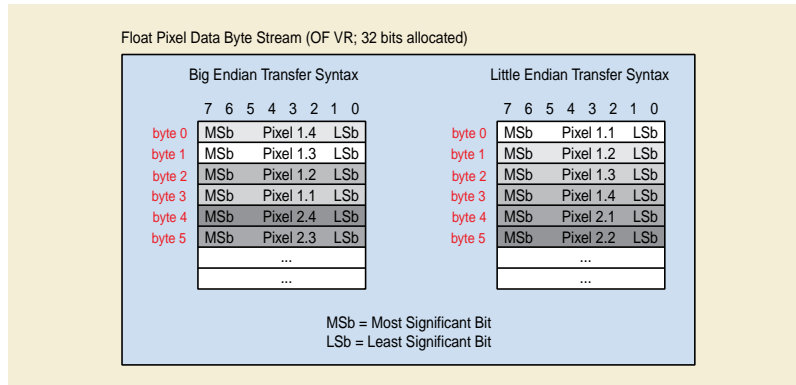 Float Pixel Data Byte Stream (OF VR; 32 bits allocated)
Big Endian Transfer Syntax
7 6 5 4 3 2 1 0
byte 0 MSb Pixel 1.4 LSb
byte 1 MSb Pixel 1.3 LSb
byte 2 MSb Pixel 1.2 LSb
byte 3 MSb Pixel 1.1 LSb
byte 4 MSb Pixel 2.4 LSb
byte 5 MSb Pixel 2.3 LSb
...
...
Little Endian Transfer Syntax
7 6 5 4 3 2 1 0
byte 0 MSb Pixel 1.1 LSb
byte 1 MSb Pixel 1.2 LSb
byte 2 MSb Pixel 1.3 LSb
byte 3 MSb Pixel 1.4 LSb
byte 4 MSb Pixel 2.1 LSb
byte 5 MSb Pixel 2.2 LSb
...
...
MSb = Most Significant Bit
LSb = Least Significant Bit